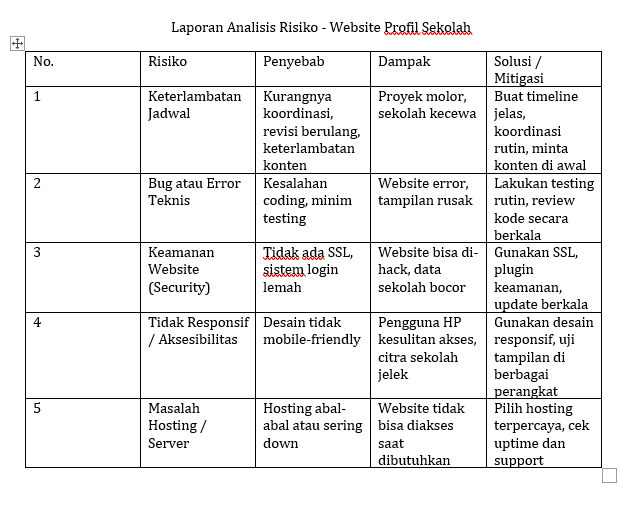 Laporan Analisis Risiko - Website Profil Sekolah
No. Risiko Penyebab Dampak Solusi /
Mitigasi
1 Keterlambatan Kurangnya Proyek molor, Buat timeline
Jadwal koordinasi, sekolah kecewa jelas,
revisi berulang, koordinasi
keterlambatan rutin, minta
konten konten di awal
2 Bug atau Error Kesalahan Website error, Lakukan testing
Teknis coding, minim tampilan rusak rutin, review
testing kode secara
berkala
3 Keamanan Tidak ada SSL, Website bisa di- Gunakan SSL,
Website sistem login hack, data plugin
(Security) lemah sekolah bocor keamanan,
update berkala
4 Tidak Responsif Desain tidak Pengguna HP Gunakan desain
/ Aksesibilitas mobile-friendly kesulitan akses, responsif, uji
citra sekolah tampilan di
jelek berbagai
perangkat
5 Masalah Hosting abal- Website tidak Pilih hosting
Hosting / abal atau sering bisa diakses terpercaya, cek
Server down saat uptime dan
dibutuhkan support